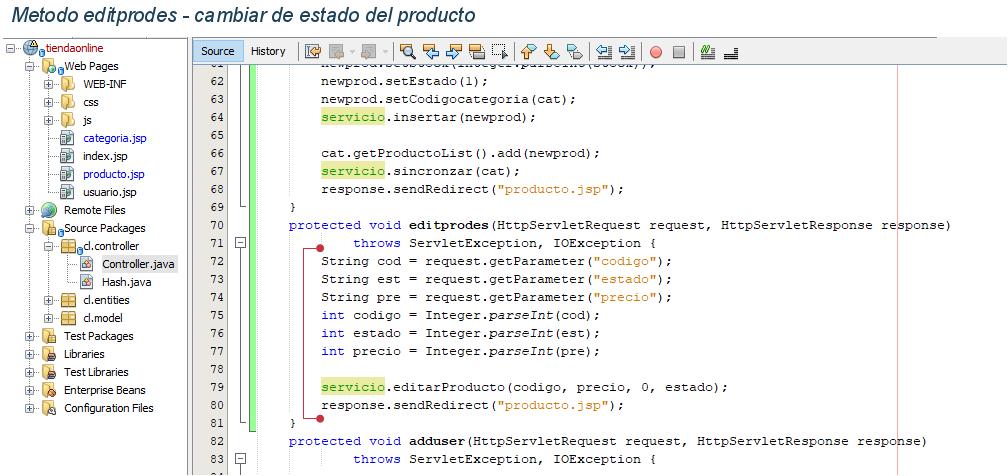 Metodo editprodes - cambiar de estado del producto
tiendaonline
Web Pages
WEB-INF
css
js
categoria.jsp
index.jsp
producto.jsp
usuario.jsp
Remote Files
Source Packages
cl.controller
Controller.java
Hash.java
cl.entities
cl.model
Test Packages
Libraries
Test Libraries
Enterprise Beans
Configuration Files
Source History
62 newprod.setEstado(1);
63 newprod.setCodigocategoria(cat);
64 servicio.insertar(newprod);
65
66 cat.getProductoList().add(newprod);
67 servicio.sincronzar(cat);
68 response.sendRedirect("producto.jsp");
69 }
70 protected void editprodes(HttpServletRequest request, HttpServletResponse response)
71 throws ServletException, IOException {
72 String cod = request.getParameter("codigo");
73 String est = request.getParameter("estado");
74 String pre = request.getParameter("precio");
75 int codigo = Integer.parseInt(cod);
76 int estado = Integer.parseInt(est);
77 int precio = Integer.parseInt(pre);
78
79 servicio.editarProducto(codigo, precio, 0, estado);
80 response.sendRedirect("producto.jsp");
81 }
82 protected void adduser(HttpServletRequest request, HttpServletResponse response)
83 throws ServletException, IOException {